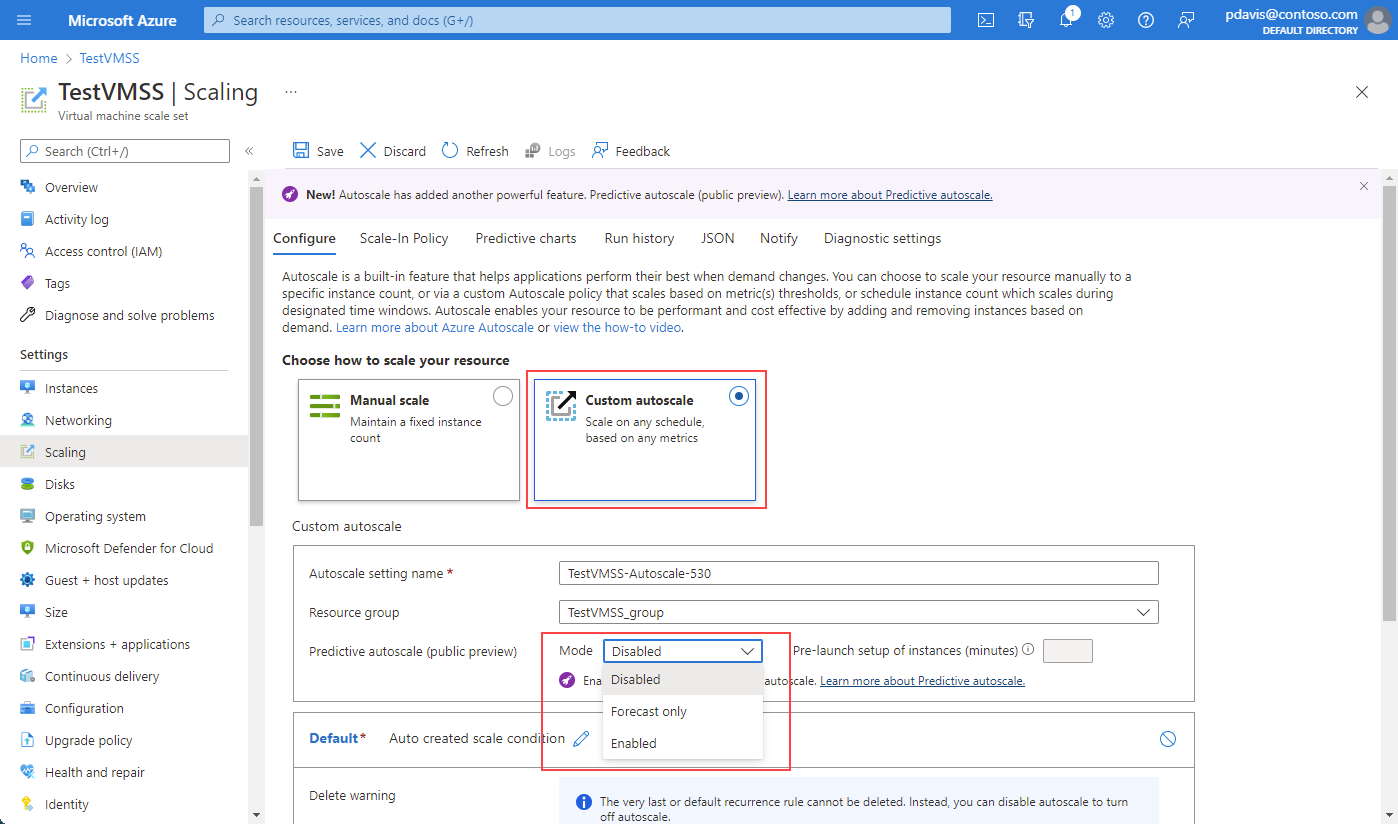 Microsoft Azure
Search resources, services, and docs (G+/)
1
pdavis@contoso.com
DEFAULT DIRECTORY
Home > TestVMSS
TestVMSS | Scaling ...
Virtual machine scale set
Search (Ctrl+/)
«
Overview
Activity log
Access control (IAM)
Tags
Diagnose and solve problems
Settings
Instances
Networking
Scaling
Disks
Operating system
Microsoft Defender for Cloud
Guest + host updates
Size
Extensions + applications
Continuous delivery
Configuration
Upgrade policy
Health and repair
Identity
Save Discard Refresh Logs Feedback
New! Autoscale has added another powerful feature. Predictive autoscale (public preview). Learn more about Predictive autoscale.
Configure Scale-In Policy Predictive charts Run history JSON Notify Diagnostic settings
Autoscale is a built-in feature that helps applications perform their best when demand changes. You can choose to scale your resource manually to a
specific instance count, or via a custom Autoscale policy that scales based on metric(s) thresholds, or schedule instance count which scales during
designated time windows. Autoscale enables your resource to be performant and cost effective by adding and removing instances based on
demand. Learn more about Azure Autoscale or view the how-to video.
Choose how to scale your resource
Manual scale
Maintain a fixed instance
count
Custom autoscale
Scale on any schedule,
based on any metrics
Custom autoscale
Autoscale setting name * TestVMSS-Autoscale-530
Resource group TestVMSS_group
Predictive autoscale (public preview) Mode Disabled Pre-launch setup of instances (minutes)
Ena autoscale. Learn more about Predictive autoscale.
Disabled
Forecast only
Enabled
Default* Auto created scale condition
Delete warning
The very last or default recurrence rule cannot be deleted. Instead, you can disable autoscale to turn
off autoscale.